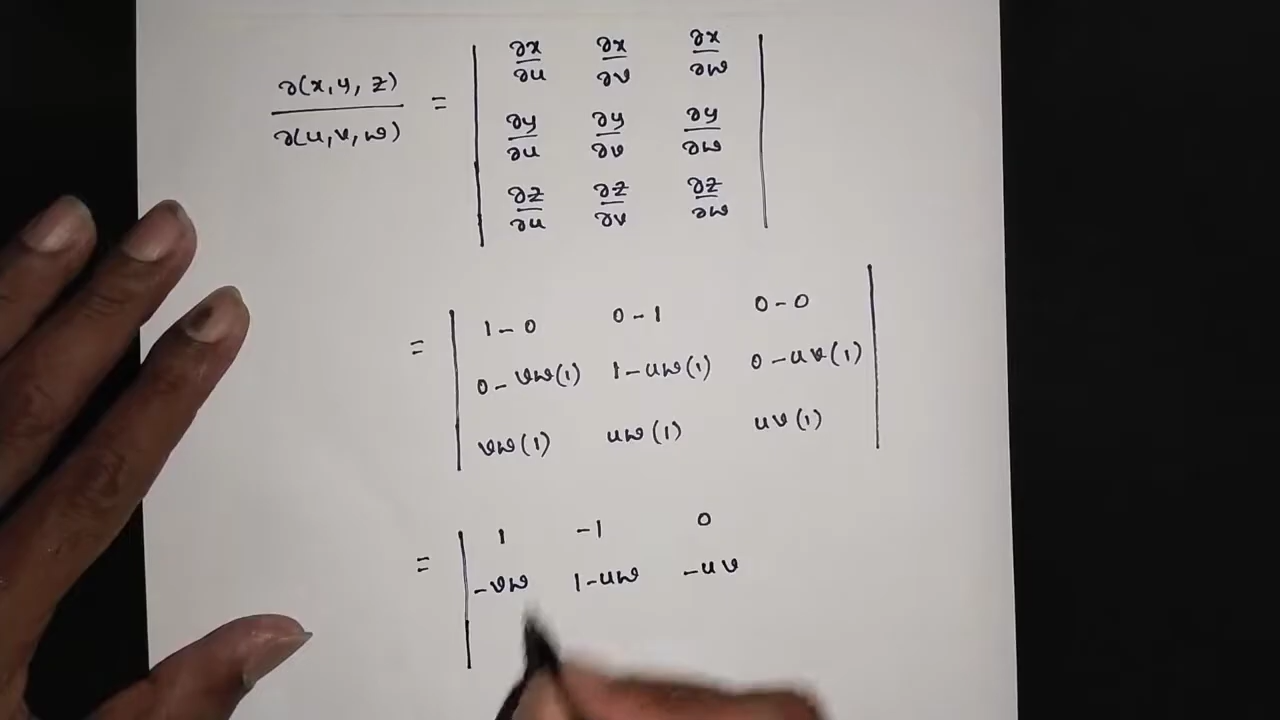 ∂(x,y,z)/∂(u,v,w) = | ∂x/∂u ∂x/∂v ∂x/∂w |
| ∂y/∂u ∂y/∂v ∂y/∂w |
| ∂z/∂u ∂z/∂v ∂z/∂w |
= | 1-0 0-1 0-0 |
| 0-vw(1) 1-uw(1) 0-uv(1) |
| vw(1) uw(1) uv(1) |
= | 1 -1 0
| -vw 1-uw -uv